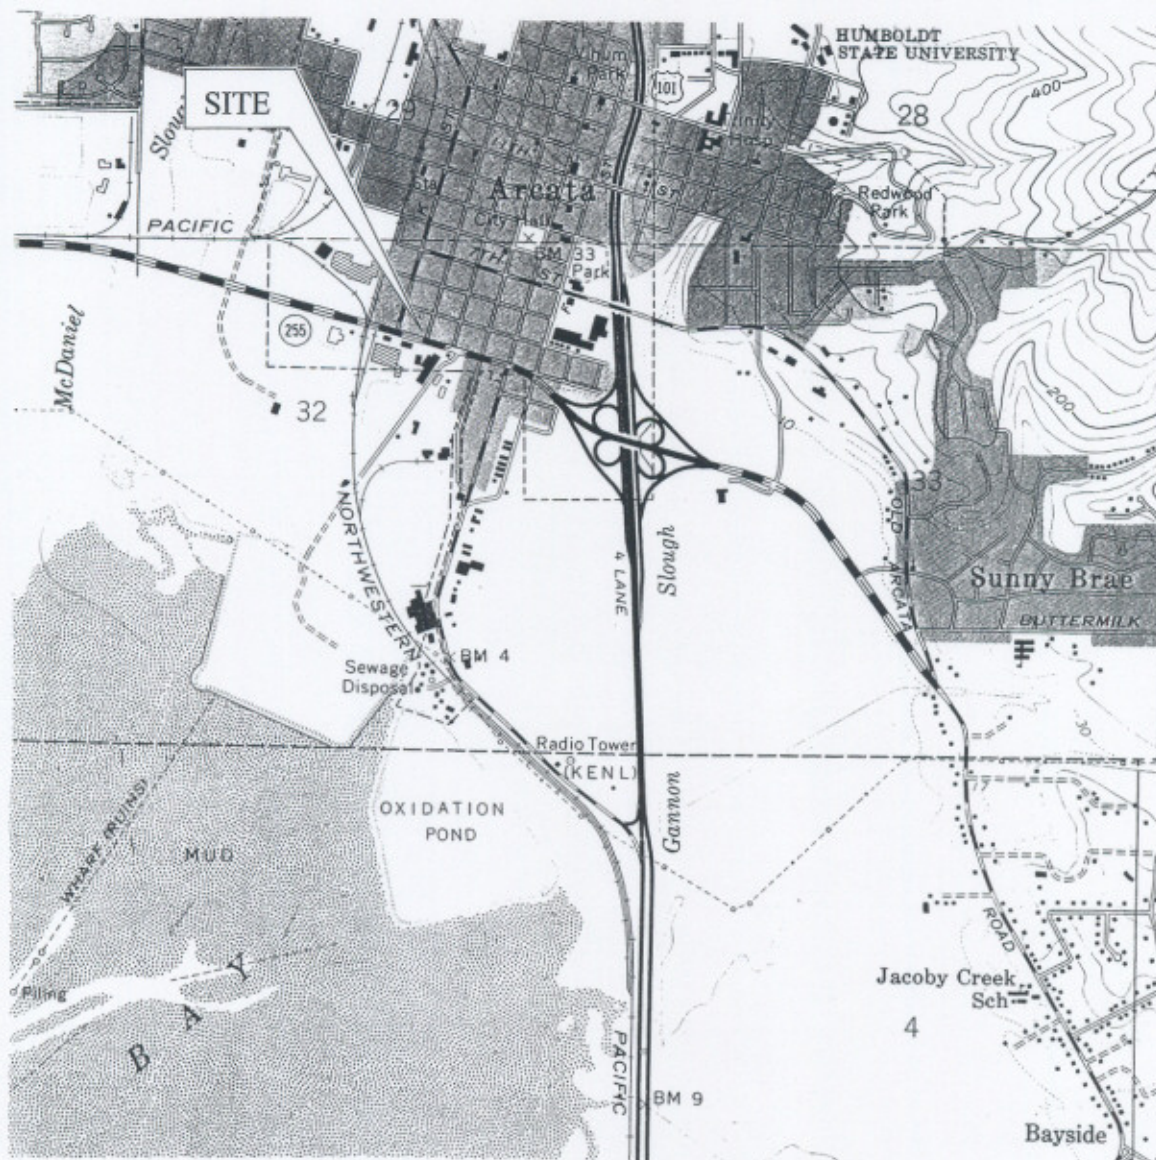 HUMBOLDT
STATE UNIVERSITY
Park
101
SITE
29
28
400
Redwood
Park
Arcata
City Hall
PACIFIC
7TH
ST
BM 33
Park
255
McDaniel
32
200
10
33
NORTHWESTERN
OLD
ARCATA
4 LANE
Slough
Sunny Brae
BUTTERMILK
BM 4
Sewage
Disposal
Radio Tower
(KENL)
30
17
OXIDATION
POND
Gannon
MUD
WHARF (RUINS)
ROAD
Piling
B A Y
Jacoby Creek
Sch
4
PACIFIC
BM 9
Bayside